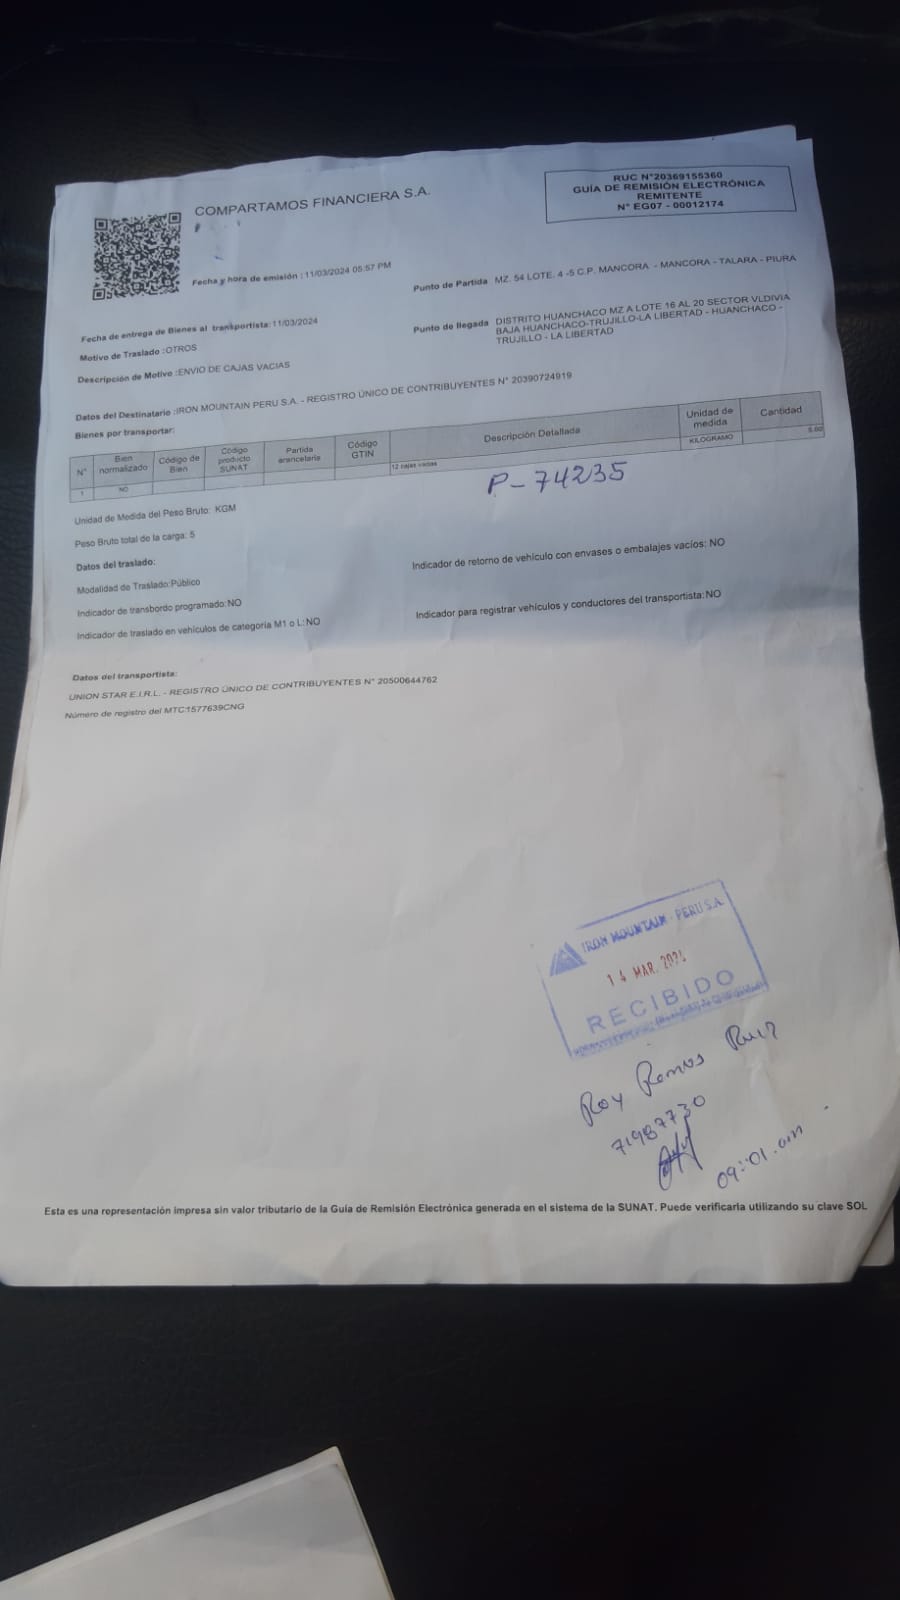 COMPARTAMOS FINANCIERA S.A.
RUC N°20369155360
GUÍA DE REMISIÓN ELECTRÓNICA
REMITENTE
N° EG07 - 00012174
Fecha y hora de emisión : 11/03/2024 05:57 PM
Punto de Partida MZ. 54 LOTE. 4 -5 C.P. MANCORA - MANCORA - TALARA - PIURA
Fecha de entrega de Bienes al transportista: 11/03/2024
Punto de llegada DISTRITO HUANCHACO MZ A LOTE 16 AL 20 SECTOR VLDIVIA
BAJA HUANCHACO-TRUJILLO-LA LIBERTAD - HUANCHACO -
TRUJILLO - LA LIBERTAD
Motivo de Traslado :OTROS
Descripción de Motivo :ENVIO DE CAJAS VACIAS
Datos del Destinatario :IRON MOUNTAIN PERU S.A. - REGISTRO ÚNICO DE CONTRIBUYENTES N° 20390724919
Bienes por transportar:
N° Bien normalizado Código de Bien Código producto SUNAT Partida arancelaria Código GTIN Descripción Detallada Unidad de medida Cantidad
1 NO 12 cajas vacias KILOGRAMO 5.00
P-74235
Unidad de Medida del Peso Bruto: KGM
Peso Bruto total de la carga: 5
Datos del traslado:
Modalidad de Traslado:Público
Indicador de retorno de vehículo con envases o embalajes vacíos: NO
Indicador de transbordo programado:NO
Indicador de traslado en vehículos de categoría M1 o L:NO
Indicador para registrar vehículos y conductores del transportista:NO
Datos del transportista:
UNION STAR E.I.R.L. - REGISTRO ÚNICO DE CONTRIBUYENTES N° 20500644762
Número de registro del MTC:1577639CNG
IRON MOUNTAIN PERU S.A.
14 MAR. 2024
RECIBIDO
Roy Ramos Ruiz
71987730
09:01 am
Esta es una representación impresa sin valor tributario de la Guía de Remisión Electrónica generada en el sistema de la SUNAT. Puede verificarla utilizando su clave SOL